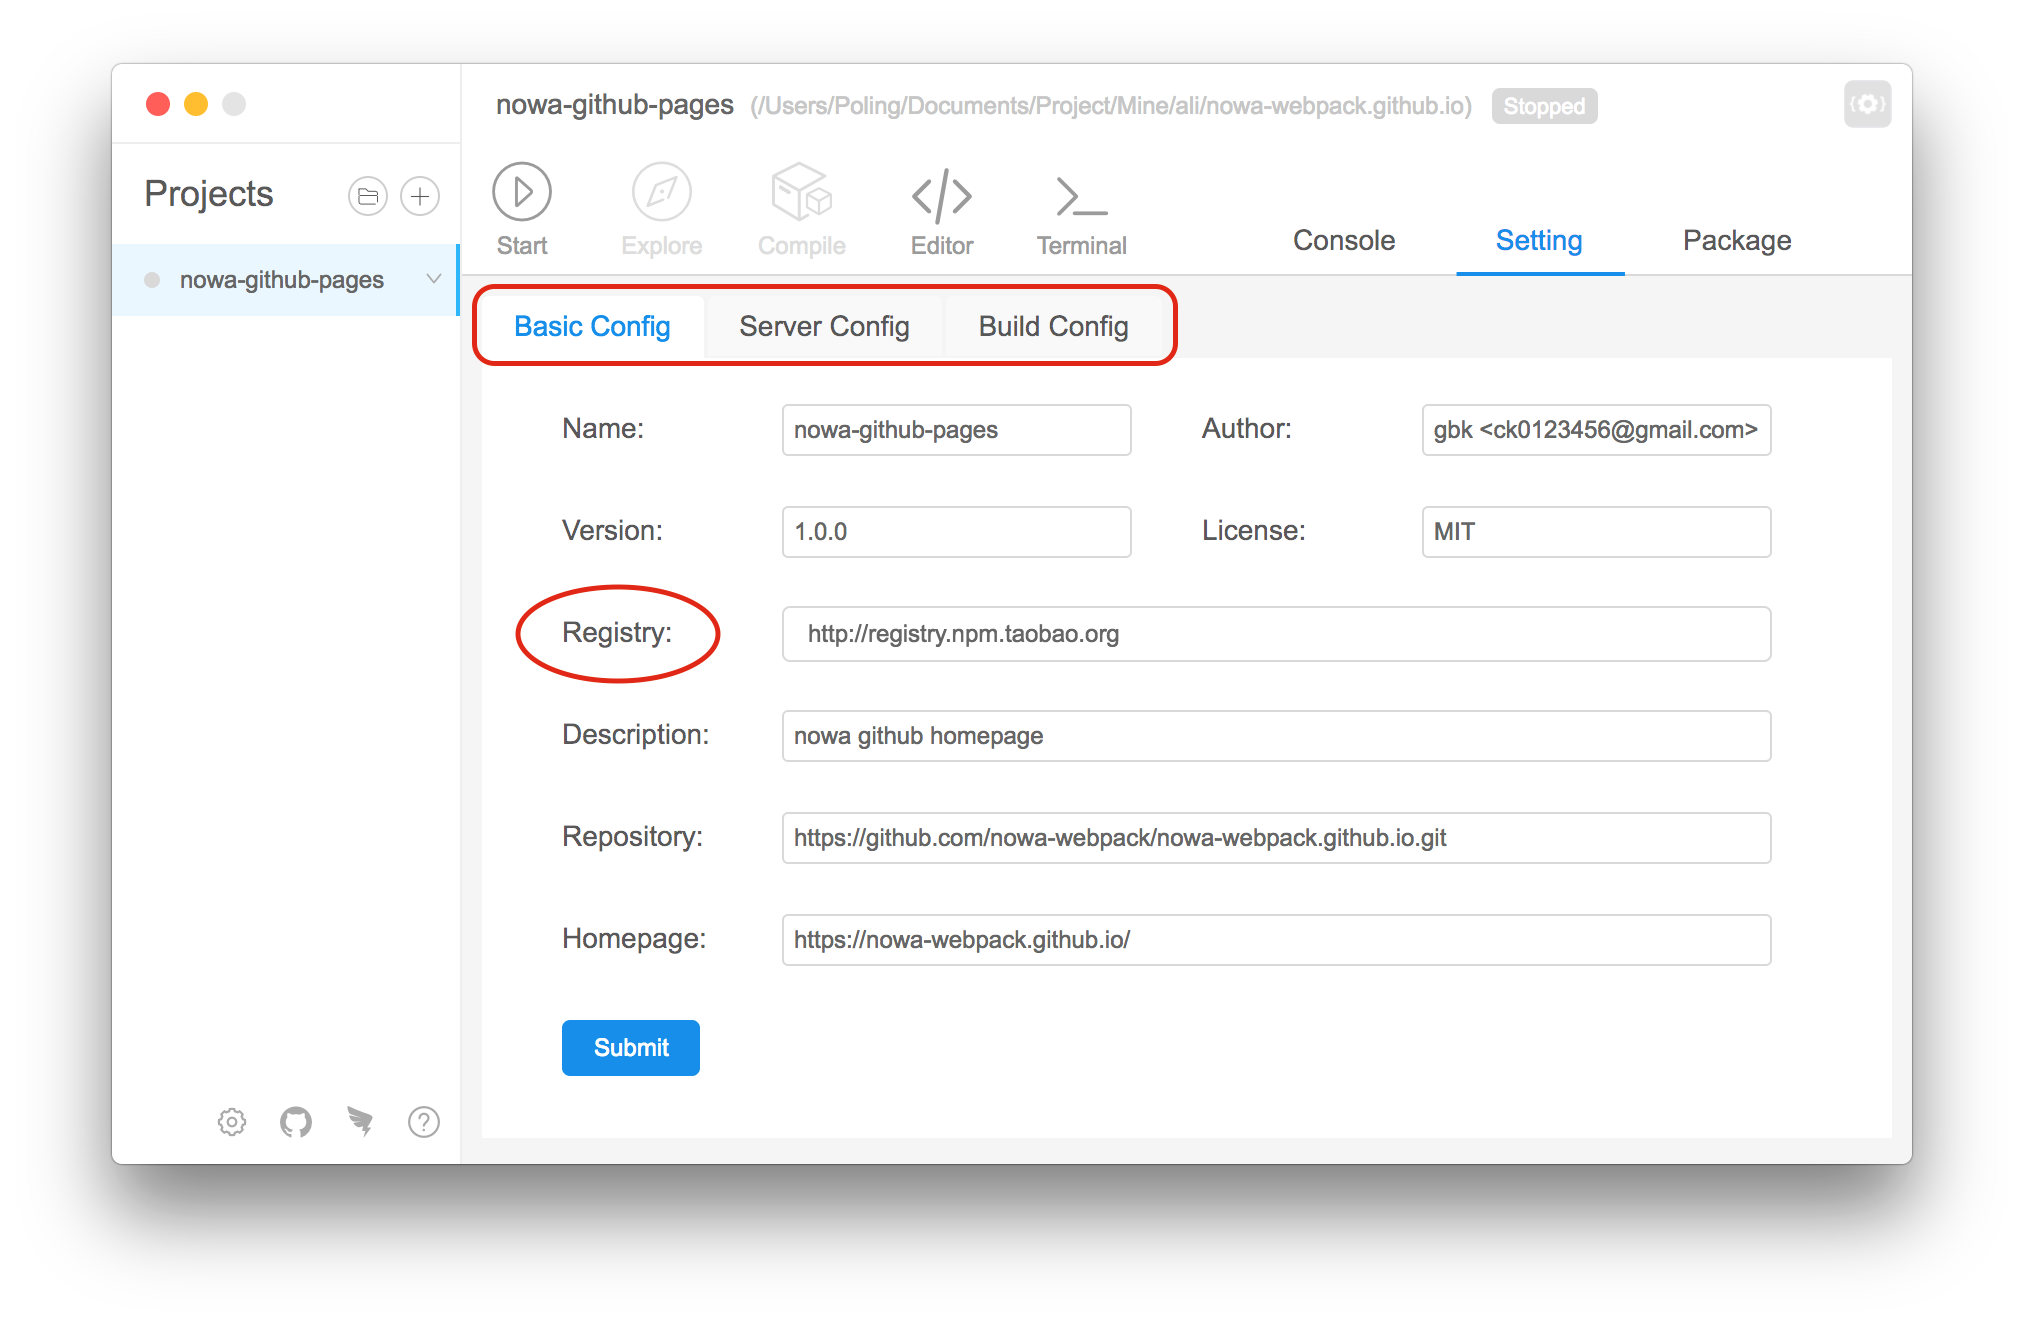 nowa-github-pages (/Users/Poling/Documents/Project/Mine/ali/nowa-webpack.github.io) Stopped
Projects
nowa-github-pages
Start Explore Compile Editor Terminal
Console Setting Package
Basic Config Server Config Build Config
Name: nowa-github-pages Author: gbk <ck0123456@gmail.com>
Version: 1.0.0 License: MIT
Registry: http://registry.npm.taobao.org
Description: nowa github homepage
Repository: https://github.com/nowa-webpack/nowa-webpack.github.io.git
Homepage: https://nowa-webpack.github.io/
Submit